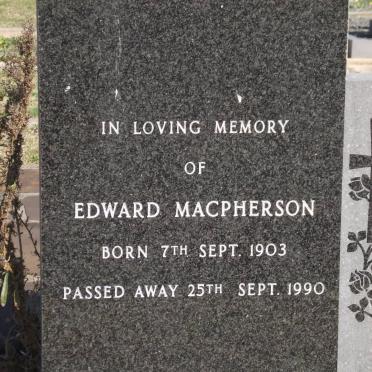 IN LOVING MEMORY
OF
EDWARD MACPHERSON
BORN 7TH SEPT. 1903
PASSED AWAY 25TH SEPT. 1990